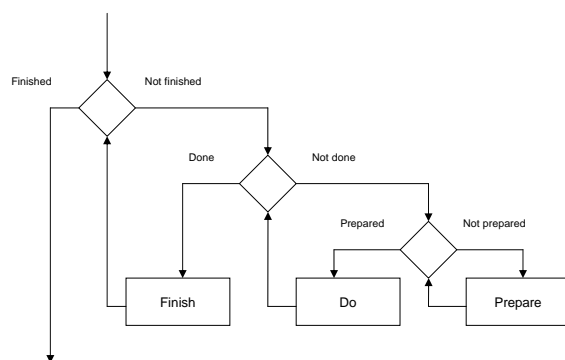 Finished
Not finished
Done
Not done
Prepared
Not prepared
Finish
Do
Prepare